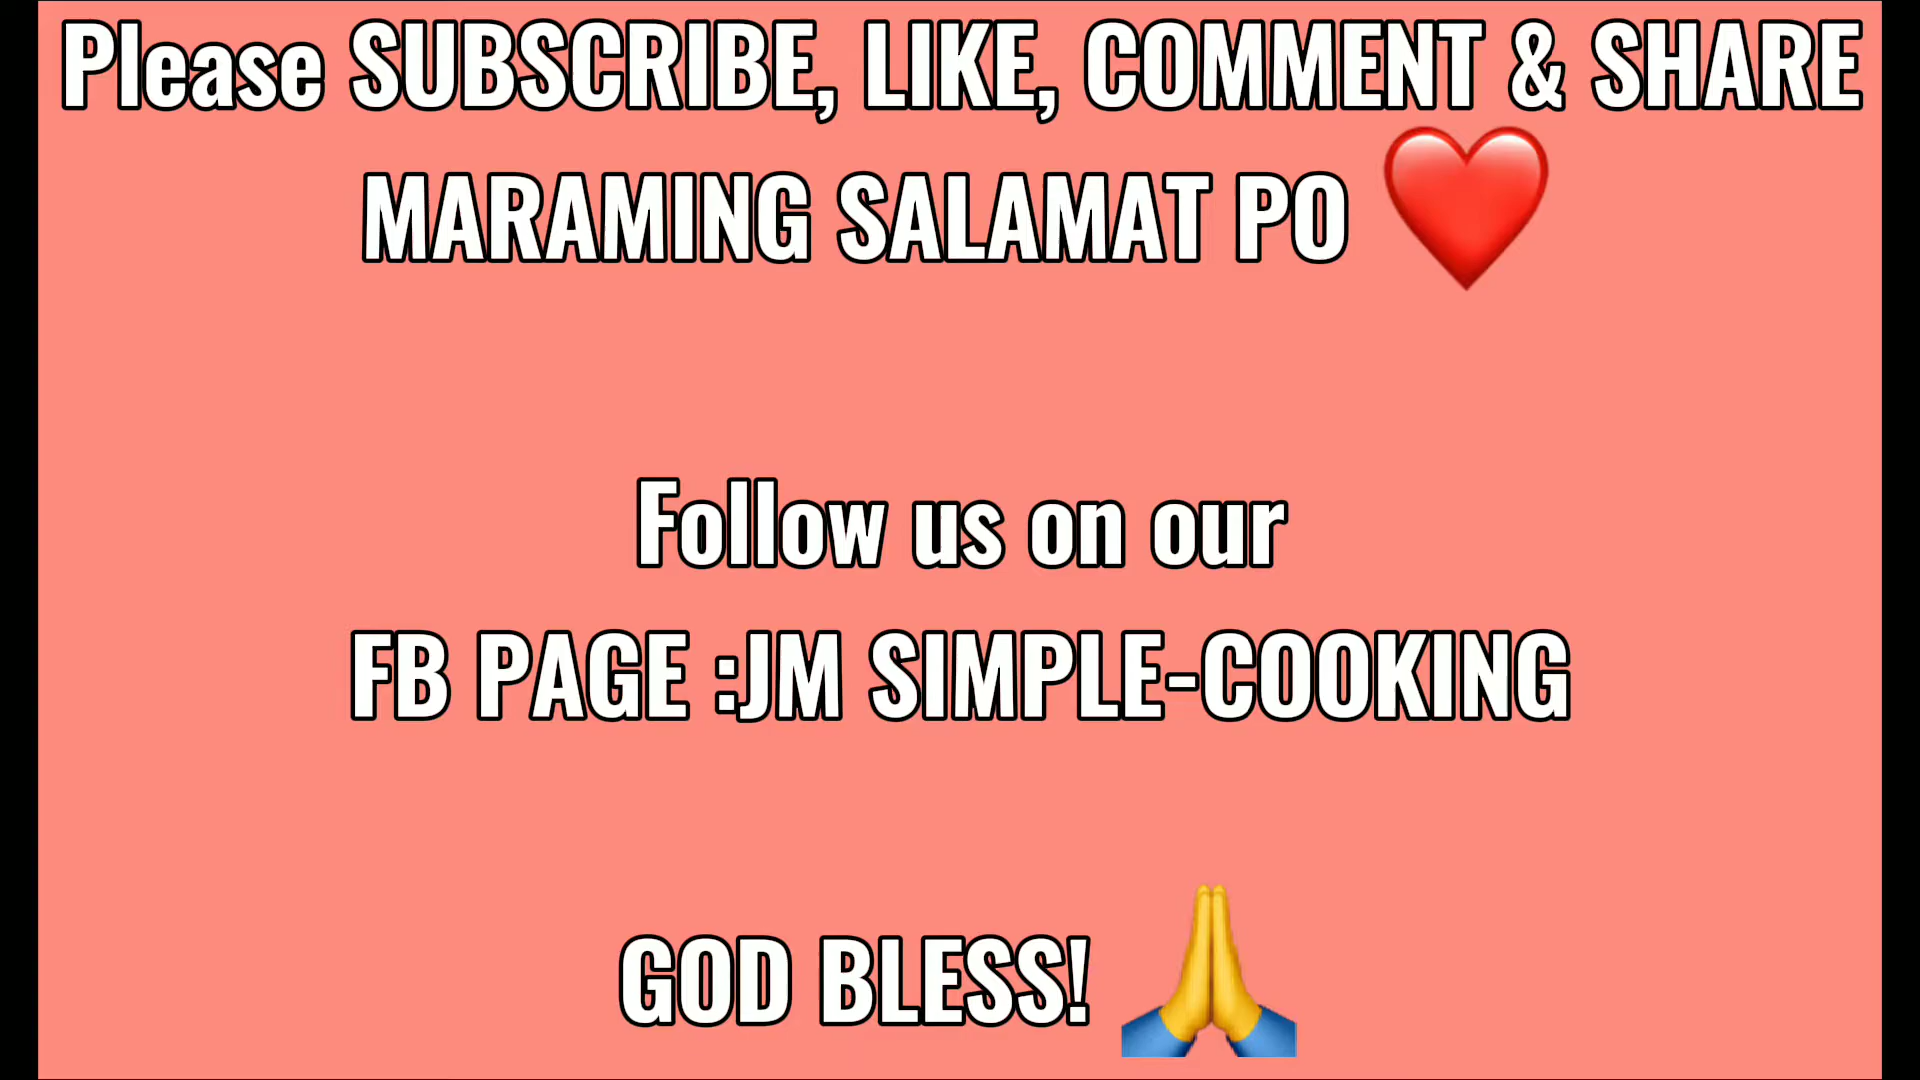 Please SUBSCRIBE, LIKE, COMMENT & SHARE
MARAMING SALAMAT PO ❤️
Follow us on our
FB PAGE :JM SIMPLE-COOKING
GOD BLESS! 🙏